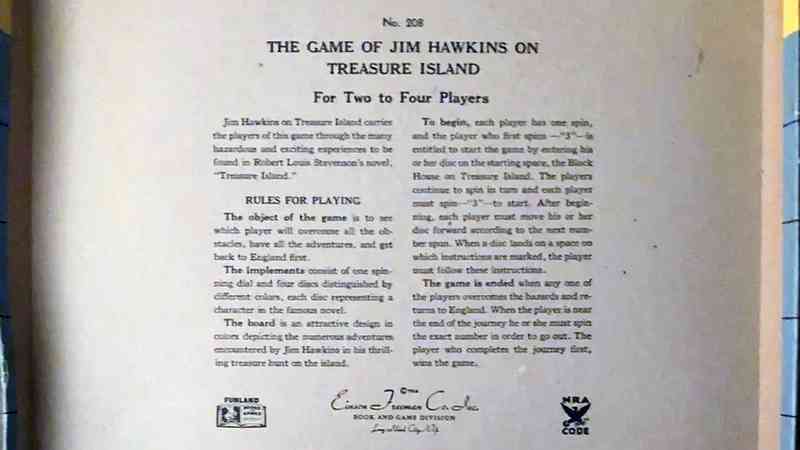 No. 208
THE GAME OF JIM HAWKINS ON
TREASURE ISLAND
For Two to Four Players
Jim Hawkins on Treasure Island carries
the players of this game through the many
hazardous and exciting experiences to be
found in Robert Louis Stevenson's novel,
"Treasure Island."
RULES FOR PLAYING
The object of the game is to see
which player will overcome all the ob-
stacles, have all the adventures, and get
back to England first.
The implements consist of one spin-
ning dial and four discs distinguished by
different colors, each disc representing a
character in the famous novel.
The board is an attractive design in
colors depicting the numerous adventures
encountered by Jim Hawkins in his thrill-
ing treasure hunt on the island.
To begin, each player has one spin,
and the player who first spins —"3"—is
entitled to start the game by entering his
or her disc on the starting space, the Block
House on Treasure Island. The players
continue to spin in turn and each player
must spin—"3"—to start. After begin-
ning, each player must move his or her
disc forward according to the next num-
ber spun. When a disc lands on a space on
which instructions are marked, the player
must follow these instructions.
The game is ended when any one of
the players overcomes the hazards and re-
turns to England. When the player is near
the end of the journey he or she must spin
the exact number in order to go out. The
player who completes the journey first,
wins the game.
FUNLAND
BOOKS
GAMES
©
Einson Freeman Co. Inc.
BOOK AND GAME DIVISION
Long Island City, N.Y.
NRA
CODE